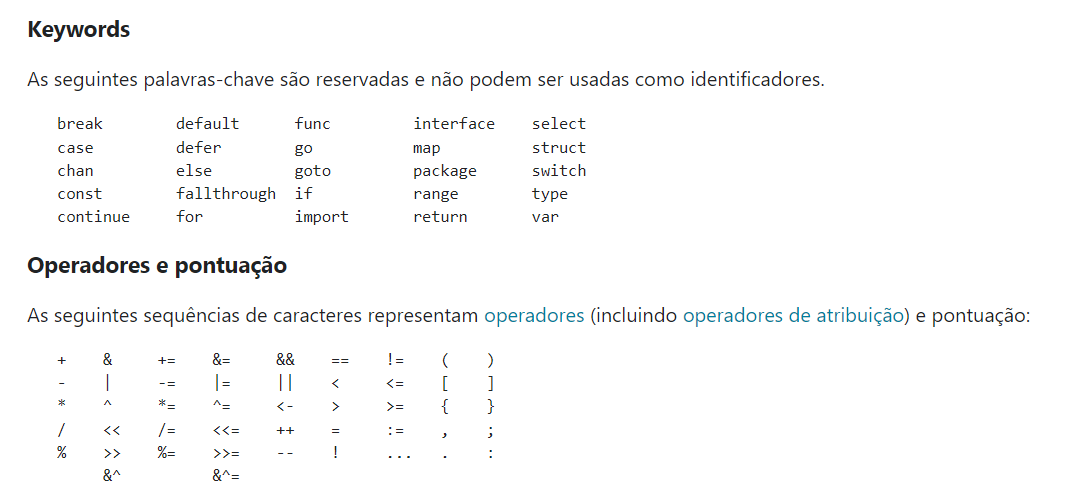 Keywords
As seguintes palavras-chave são reservadas e não podem ser usadas como identificadores.
break default func interface select
case defer go map struct
chan else goto package switch
const fallthrough if range type
continue for import return var
Operadores e pontuação
As seguintes sequências de caracteres representam operadores (incluindo operadores de atribuição) e pontuação:
+ & += &= && == != ( )
- | -= |= || < <= [ ]
* ^ *= ^= <- > >= { }
/ << /= <<= ++ = := , ;
% >> %= >>= -- ! ... . :
&^ &^=